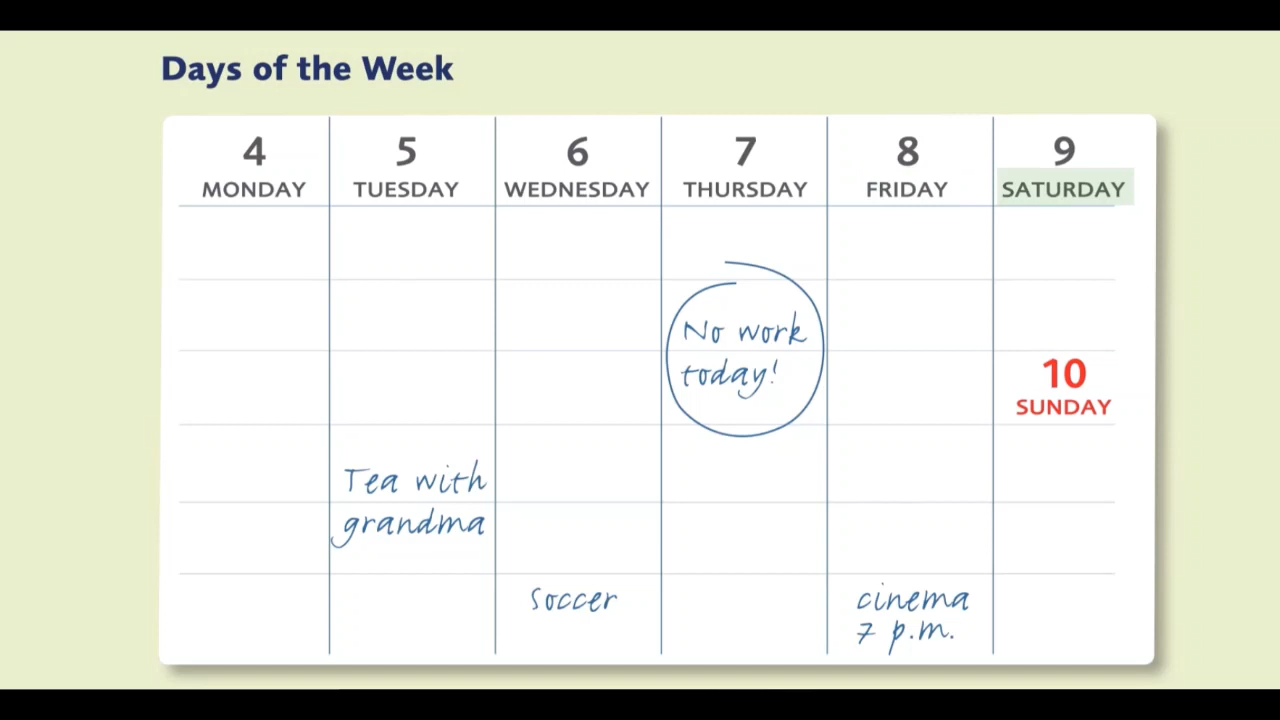 Days of the Week
4
MONDAY
5
TUESDAY
6
WEDNESDAY
7
THURSDAY
8
FRIDAY
9
SATURDAY
No work
today!
10
SUNDAY
Tea with
grandma
soccer
cinema
7 p.m.